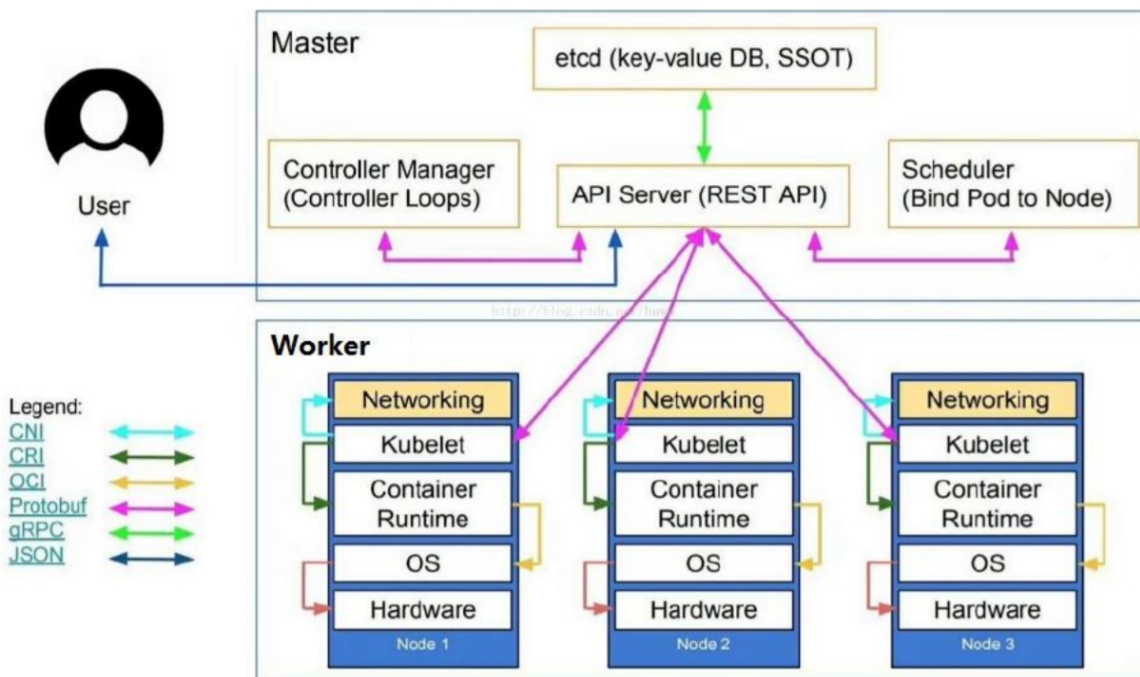 Master
etcd (key-value DB, SSOT)
User
Controller Manager
(Controller Loops)
API Server (REST API)
Scheduler
(Bind Pod to Node)
Worker
Legend:
CNI
CRI
OCI
Protobuf
gRPC
JSON
Networking
Kubelet
Container
Runtime
OS
Hardware
Node 1
Networking
Kubelet
Container
Runtime
OS
Hardware
Node 2
Networking
Kubelet
Container
Runtime
OS
Hardware
Node 3